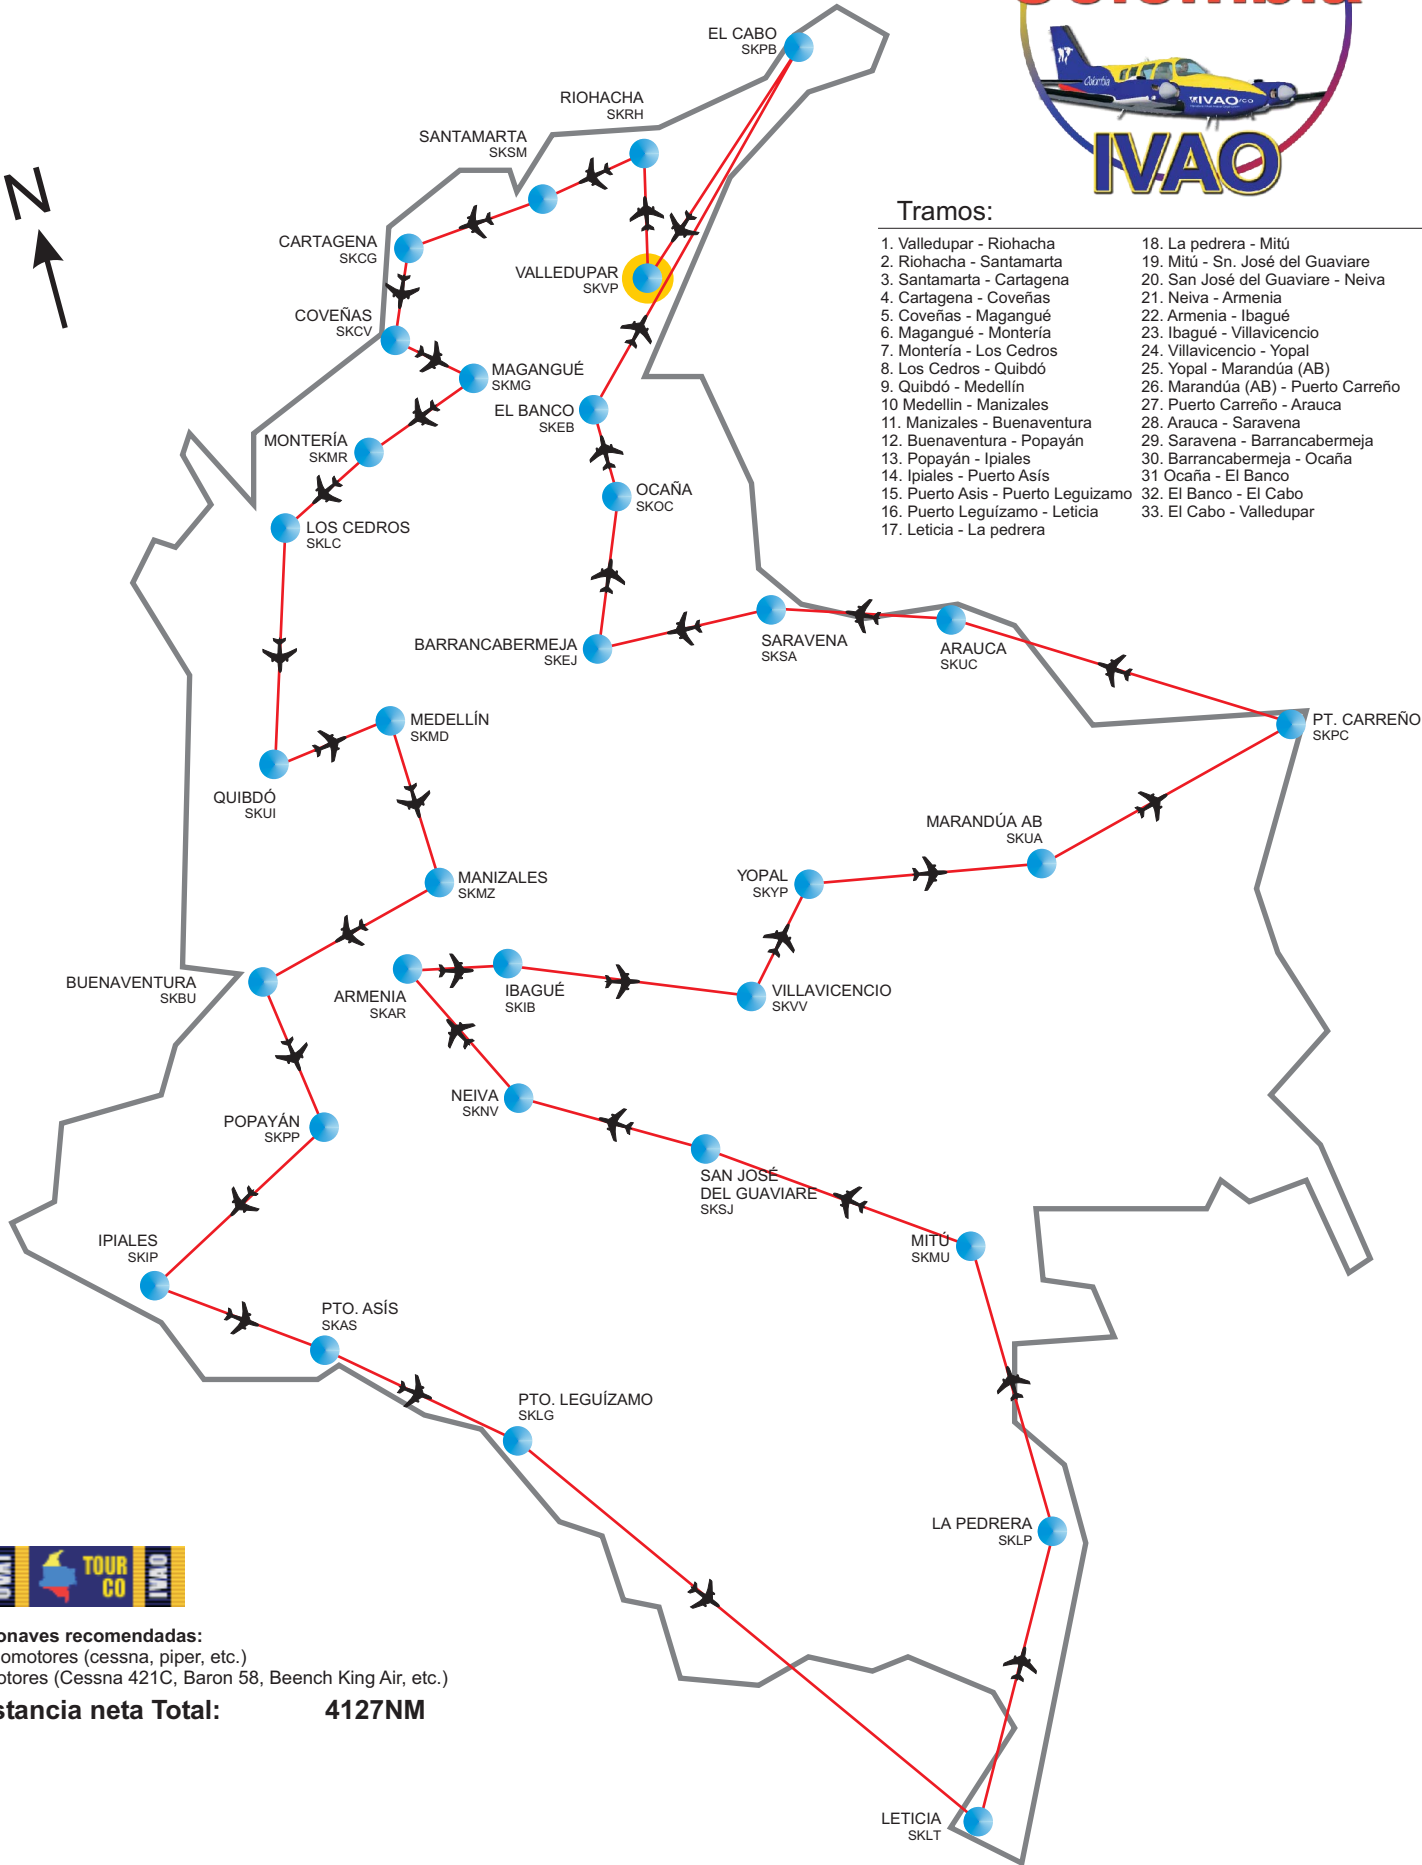 Colombia
Colombia
IVAO/CO
IVAO
N
EL CABO
SKPB
RIOHACHA
SKRH
SANTAMARTA
SKSM
CARTAGENA
SKCG
VALLEDUPAR
SKVP
COVEÑAS
SKCV
MAGANGUÉ
SKMG
EL BANCO
SKEB
MONTERÍA
SKMR
OCAÑA
SKOC
LOS CEDROS
SKLC
BARRANCABERMEJA
SKEJ
SARAVENA
SKSA
ARAUCA
SKUC
PT. CARREÑO
SKPC
MEDELLÍN
SKMD
QUIBDÓ
SKUI
MARANDÚA AB
SKUA
YOPAL
SKYP
MANIZALES
SKMZ
BUENAVENTURA
SKBU
ARMENIA
SKAR
IBAGUÉ
SKIB
VILLAVICENCIO
SKVV
NEIVA
SKNV
POPAYÁN
SKPP
SAN JOSÉ
DEL GUAVIARE
SKSJ
MITÚ
SKMU
IPIALES
SKIP
PTO. ASÍS
SKAS
PTO. LEGUÍZAMO
SKLG
LA PEDRERA
SKLP
LETICIA
SKLT
Tramos:
1. Valledupar - Riohacha
2. Riohacha - Santamarta
3. Santamarta - Cartagena
4. Cartagena - Coveñas
5. Coveñas - Magangué
6. Magangué - Montería
7. Montería - Los Cedros
8. Los Cedros - Quibdó
9. Quibdó - Medellín
10 Medellin - Manizales
11. Manizales - Buenaventura
12. Buenaventura - Popayán
13. Popayán - Ipiales
14. Ipiales - Puerto Asís
15. Puerto Asis - Puerto Leguizamo
16. Puerto Leguízamo - Leticia
17. Leticia - La pedrera
18. La pedrera - Mitú
19. Mitú - Sn. José del Guaviare
20. San José del Guaviare - Neiva
21. Neiva - Armenia
22. Armenia - Ibagué
23. Ibagué - Villavicencio
24. Villavicencio - Yopal
25. Yopal - Marandúa (AB)
26. Marandúa (AB) - Puerto Carreño
27. Puerto Carreño - Arauca
28. Arauca - Saravena
29. Saravena - Barrancabermeja
30. Barrancabermeja - Ocaña
31 Ocaña - El Banco
32. El Banco - El Cabo
33. El Cabo - Valledupar
IVAO
TOUR
CO
IVAO
onaves recomendadas:
omotores (cessna, piper, etc.)
otores (Cessna 421C, Baron 58, Beench King Air, etc.)
stancia neta Total: 4127NM